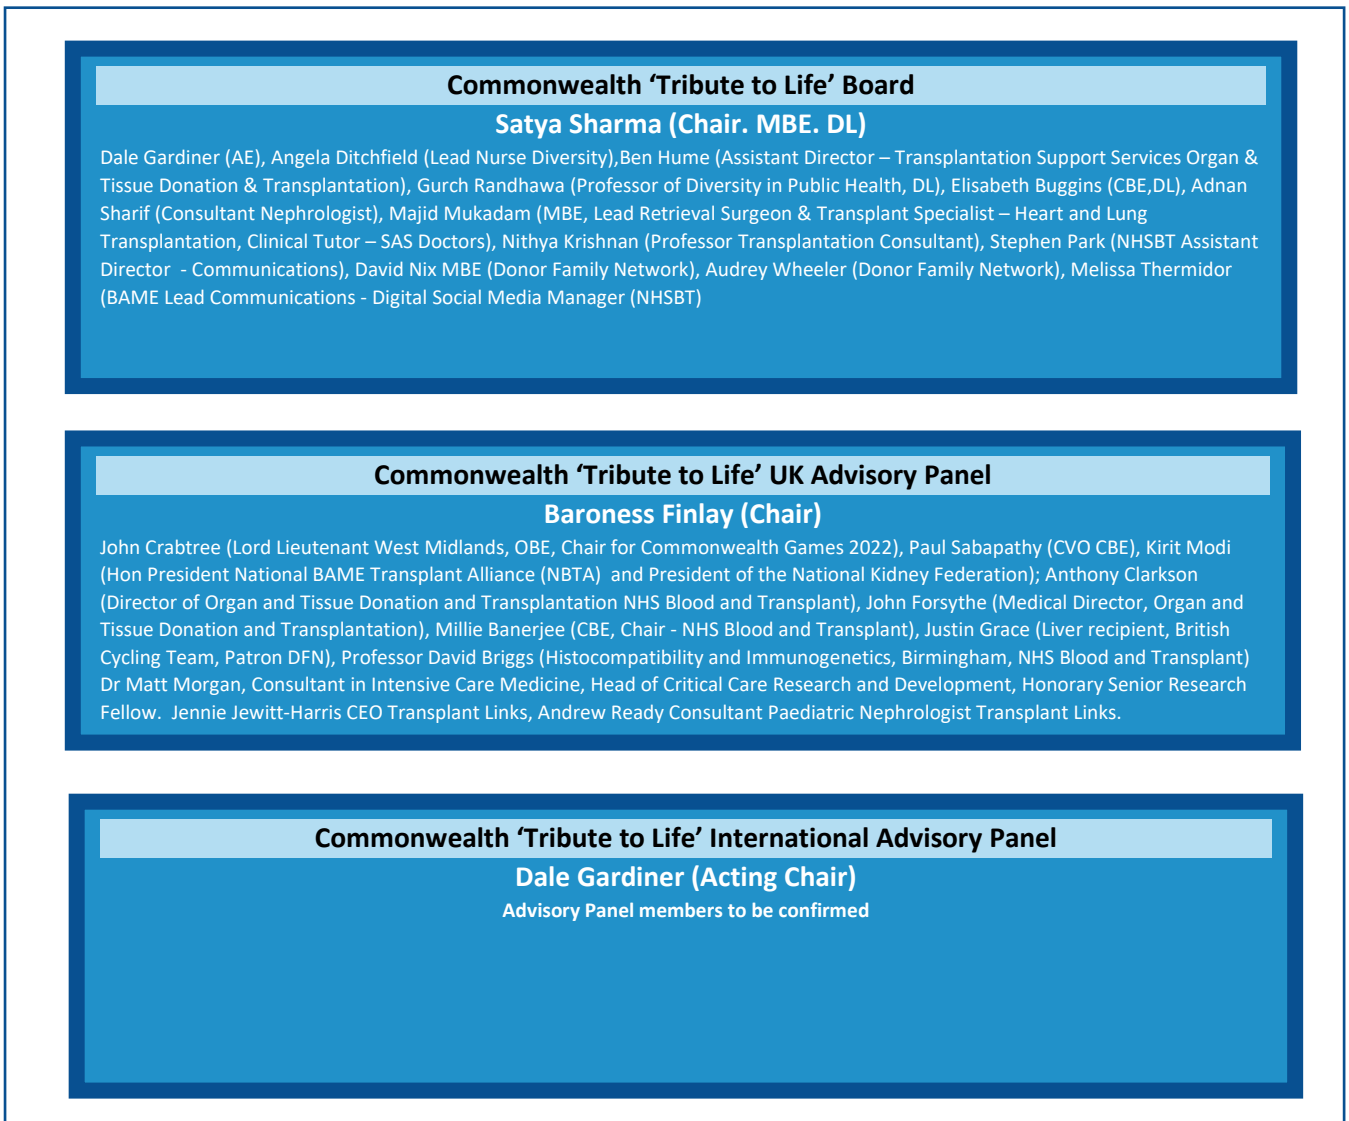 Commonwealth ‘Tribute to Life’ Board
Satya Sharma (Chair. MBE. DL)
Dale Gardiner (AE), Angela Ditchfield (Lead Nurse Diversity),Ben Hume (Assistant Director – Transplantation Support Services Organ &
Tissue Donation & Transplantation), Gurch Randhawa (Professor of Diversity in Public Health, DL), Elisabeth Buggins (CBE,DL), Adnan
Sharif (Consultant Nephrologist), Majid Mukadam (MBE, Lead Retrieval Surgeon & Transplant Specialist – Heart and Lung
Transplantation, Clinical Tutor – SAS Doctors), Nithya Krishnan (Professor Transplantation Consultant), Stephen Park (NHSBT Assistant
Director  - Communications), David Nix MBE (Donor Family Network), Audrey Wheeler (Donor Family Network), Melissa Thermidor
(BAME Lead Communications - Digital Social Media Manager (NHSBT)
Commonwealth ‘Tribute to Life’ UK Advisory Panel
Baroness Finlay (Chair)
John Crabtree (Lord Lieutenant West Midlands, OBE, Chair for Commonwealth Games 2022), Paul Sabapathy (CVO CBE), Kirit Modi
(Hon President National BAME Transplant Alliance (NBTA)  and President of the National Kidney Federation); Anthony Clarkson
(Director of Organ and Tissue Donation and Transplantation NHS Blood and Transplant), John Forsythe (Medical Director, Organ and
Tissue Donation and Transplantation), Millie Banerjee (CBE, Chair - NHS Blood and Transplant), Justin Grace (Liver recipient, British
Cycling Team, Patron DFN), Professor David Briggs (Histocompatibility and Immunogenetics, Birmingham, NHS Blood and Transplant)
Dr Matt Morgan, Consultant in Intensive Care Medicine, Head of Critical Care Research and Development, Honorary Senior Research
Fellow.  Jennie Jewitt-Harris CEO Transplant Links, Andrew Ready Consultant Paediatric Nephrologist Transplant Links.
Commonwealth ‘Tribute to Life’ International Advisory Panel
Dale Gardiner (Acting Chair)
Advisory Panel members to be confirmed